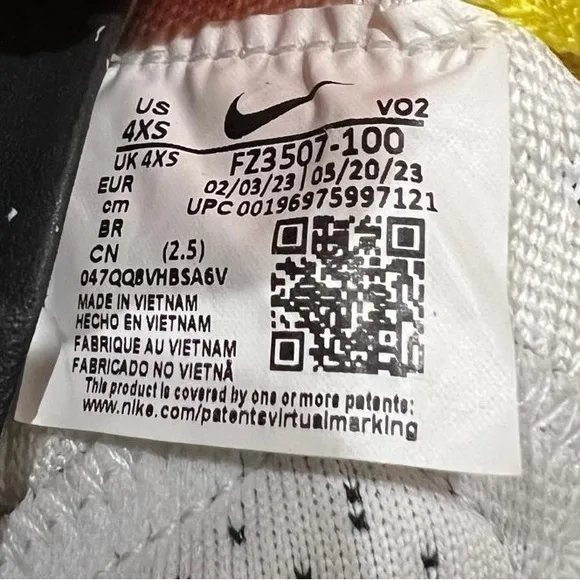 US
4XS
VO2
UK 4XS
FZ3507-100
EUR
02/03/23 | 05/20/23
cm
UPC 00196975997121
BR
CN (2.5)
047QQ8VHBSA6V
MADE IN VIETNAM
HECHO EN VIETNAM
FABRIQUE AU VIETNAM
FABRICADO NO VIETNÃ
This product is covered by one or more patents:
www.nike.com/patentsvirtualmarking